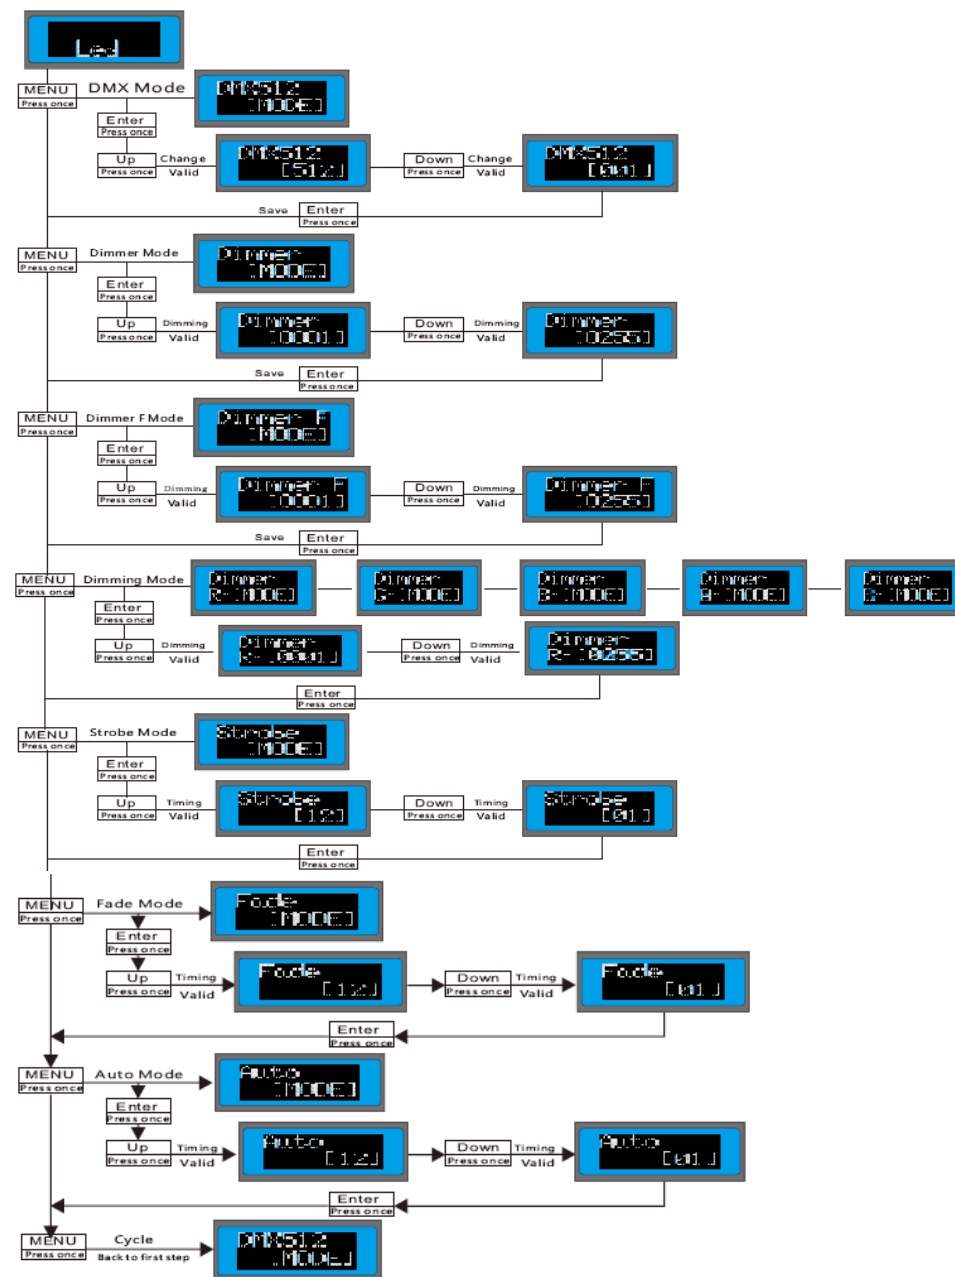 Led
MENU DMX Mode DMX512
Press once [MODE]
Enter
Press once
Up Change DMX512 Down Change DMX512
Press once Valid [512] Press once Valid [001]
Save Enter
Press once
MENU Dimmer Mode Dimmer
Press once [MODE]
Enter
Press once
Up Dimming Dimmer Down Dimming Dimmer
Press once Valid [0001] Press once Valid [0255]
Save Enter
Press once
MENU Dimmer F Mode Dimmer F
Press once [MODE]
Enter
Press once
Up Dimming Dimmer F Down Dimming Dimmer F
Press once Valid [0001] Press once Valid [0255]
Save Enter
Press once
MENU Dimming Mode Dimmer Dimmer Dimmer Dimmer Dimmer
Press once R-[MODE] G-[MODE] B-[MODE] A-[MODE] [MODE]
Enter
Press once
Up Dimming Dimmer Down Dimming Dimmer
Press once Valid R-[0001] Press once Valid R-[0255]
Enter
Press once
MENU Strobe Mode Strobe
Press once [MODE]
Enter
Press once
Up Timing Strobe Down Timing Strobe
Press once Valid [12] Press once Valid [01]
Enter
Press once
MENU Fade Mode Fade
Press once [MODE]
Enter
Press once
Up Timing Fade Down Timing Fade
Press once Valid [12] Press once Valid [01]
Enter
Press once
MENU Auto Mode Auto
Press once [MODE]
Enter
Press once
Up Timing Auto Down Timing Auto
Press once Valid [12] Press once Valid [01]
Enter
Press once
MENU Cycle DMX512
Press once Back to first step [MODE]